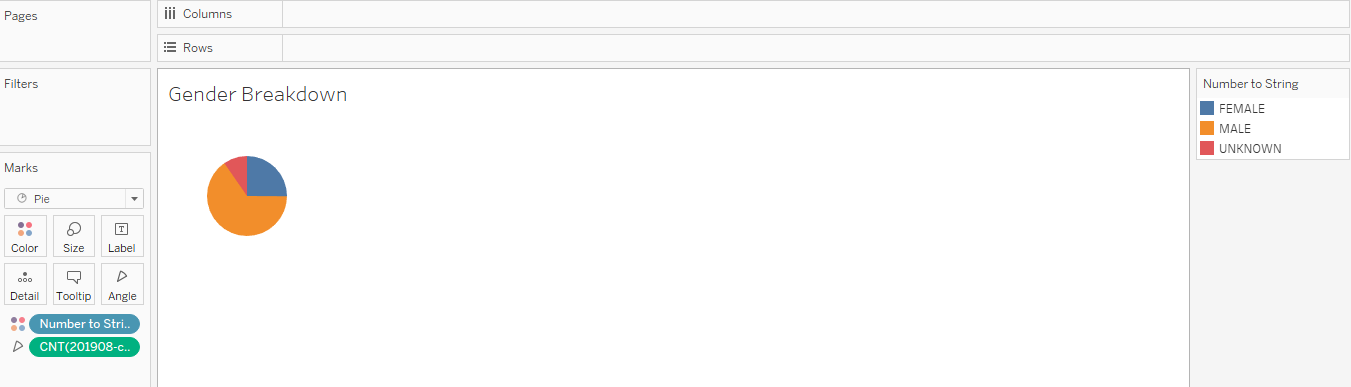 Pages
Columns
Rows
Filters
Gender Breakdown
Number to String
FEMALE
MALE
UNKNOWN
Marks
Pie
Color Size Label
Detail Tooltip Angle
Number to Stri..
CNT(201908-c..